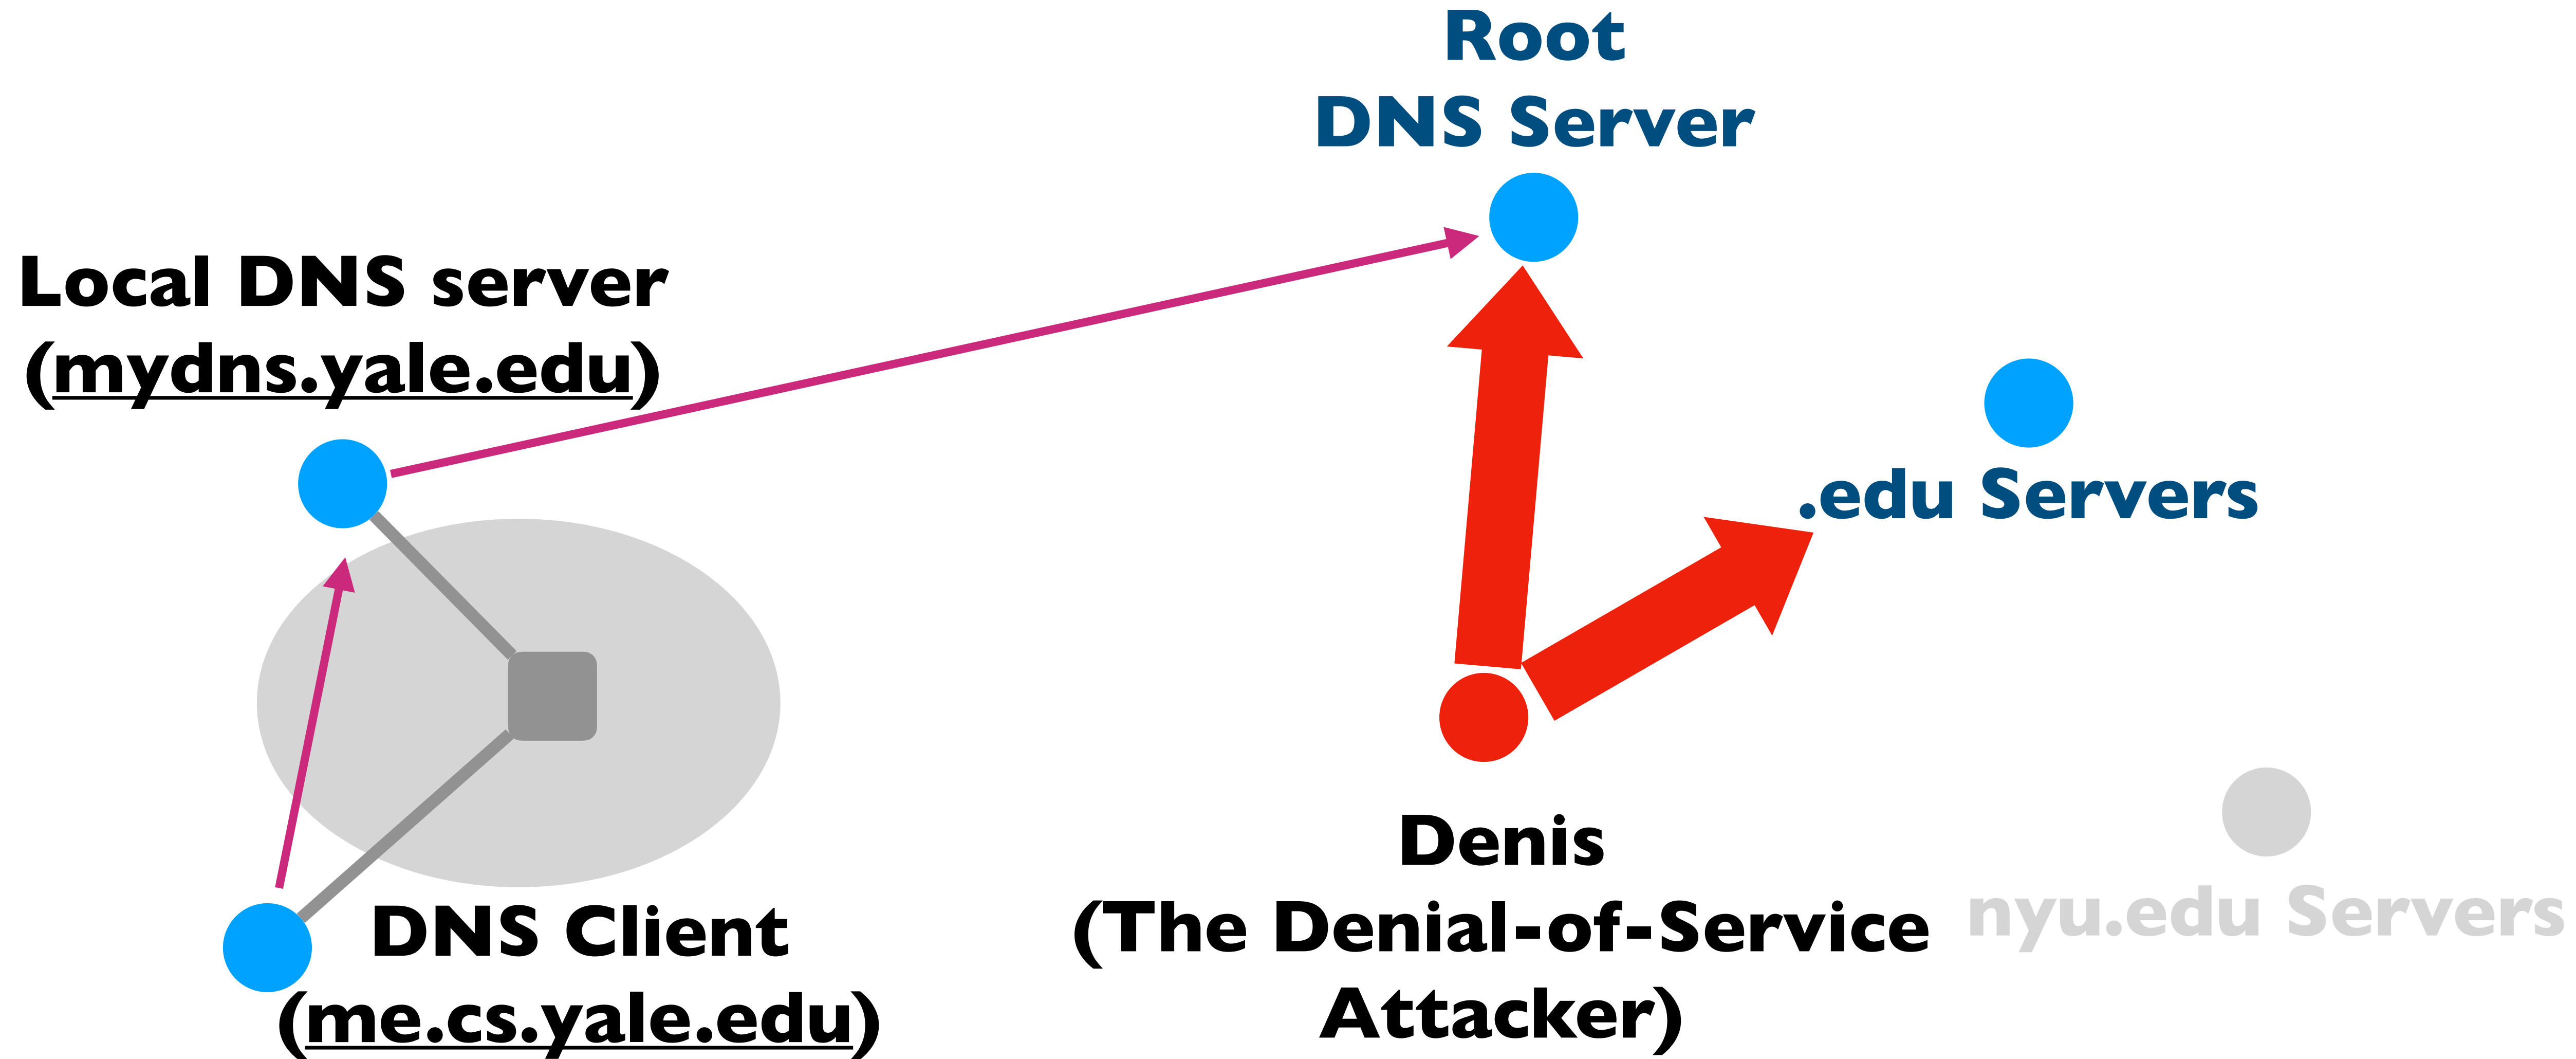 Root
DNS Server
Local DNS server
(mydns.yale.edu)
.edu Servers
Denis
(The Denial-of-Service
Attacker)
nyu.edu Servers
DNS Client
(me.cs.yale.edu)